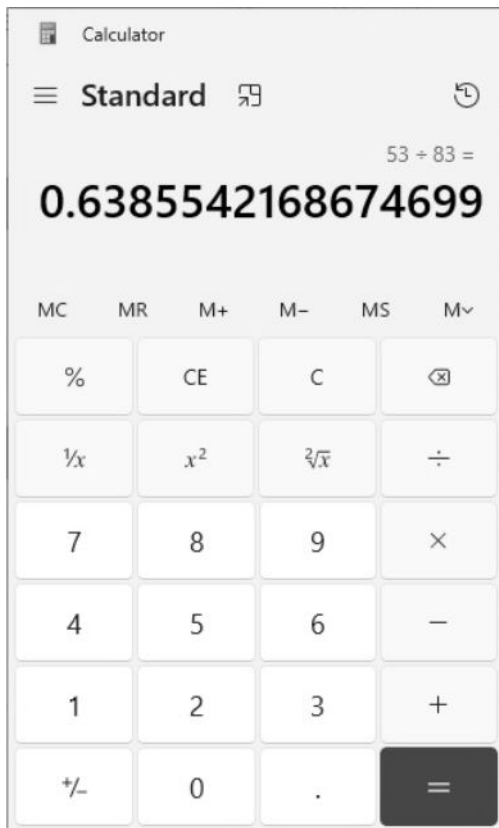 Calculator
Standard
53 ÷ 83 =
0.6385542168674699
MC MR M+ M− MS M˅
% CE C ⌫
¹/x x² ²√x ÷
7 8 9 ×
4 5 6 −
1 2 3 +
+/− 0 . =